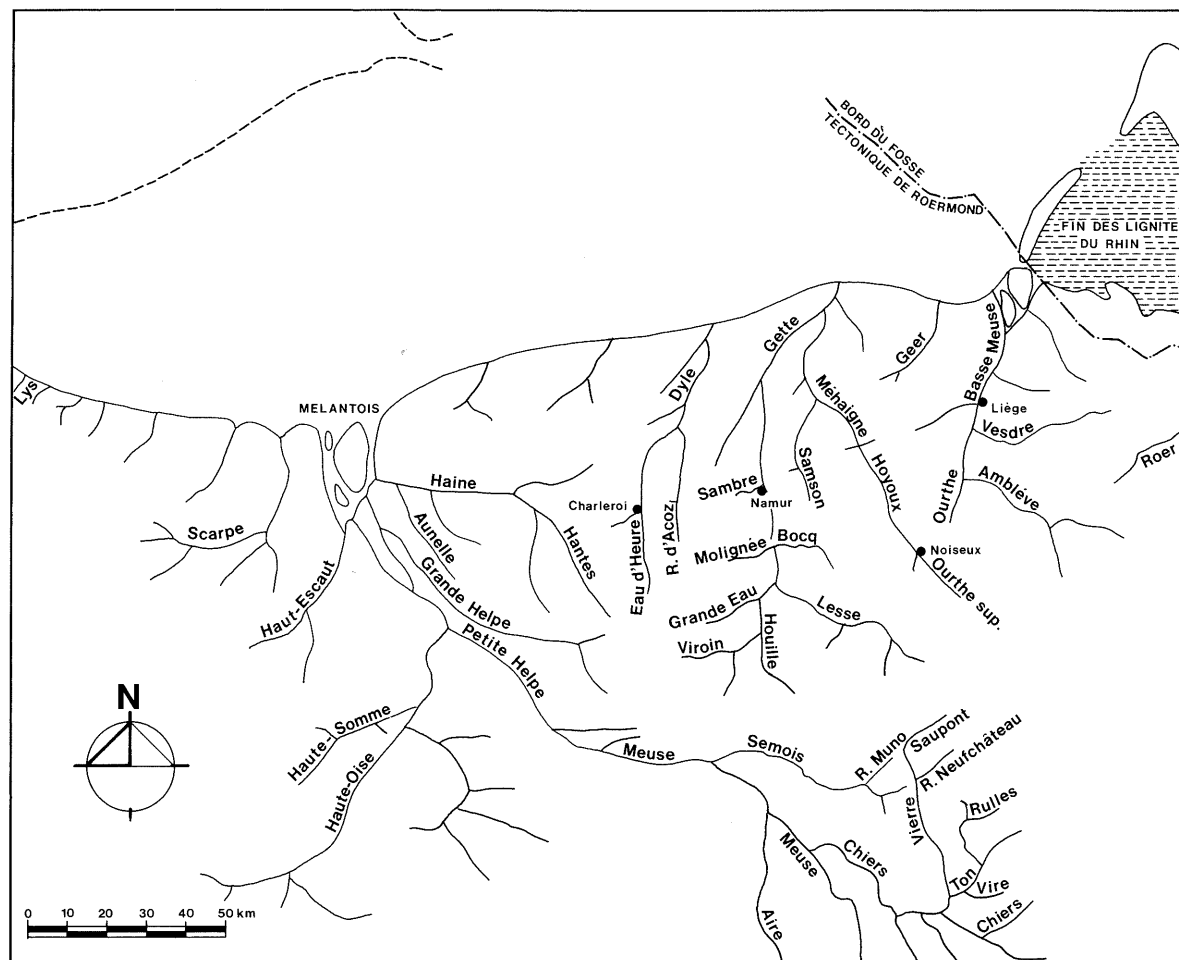 BORD DU FOSSE
TECTONIQUE DE ROERMOND
FIN DES LIGNITE
DU RHIN
Lys
MELANTOIS
Dyle
Gette
Geer
Basse Meuse
Liège
Vesdre
Roer
Méhaigne
Hoyoux
Samson
Sambre
Namur
Ourthe
Amblève
Haine
Charleroi
Scarpe
Aunelle
Hantes
Eau d'Heure
R. d'Acoz
Molignée
Bocq
Noiseux
Ourthe sup.
Haut-Escaut
Grande Helpe
Petite Helpe
Grande Eau
Lesse
Viroin
Houille
N
Haute-Somme
Haute-Oise
Meuse
Semois
R. Muno
Saupont
R. Neufchâteau
Vierre
Rulles
Meuse
Chiers
Ton
Vire
Chiers
Aire
0 10 20 30 40 50 km